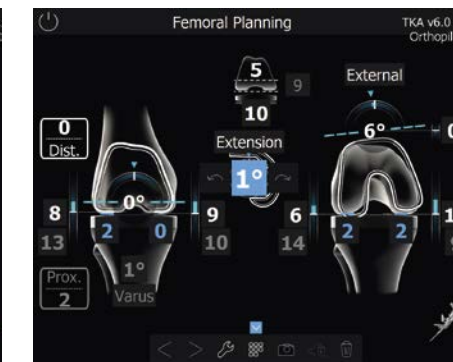 Femoral Planning
TKA v6.0
Orthopil
5
9
10
External
6°
0
Dist.
Extension
1°
0°
8
9
6
2
0
2
2
13
10
14
1°
Varus
Prox.
2